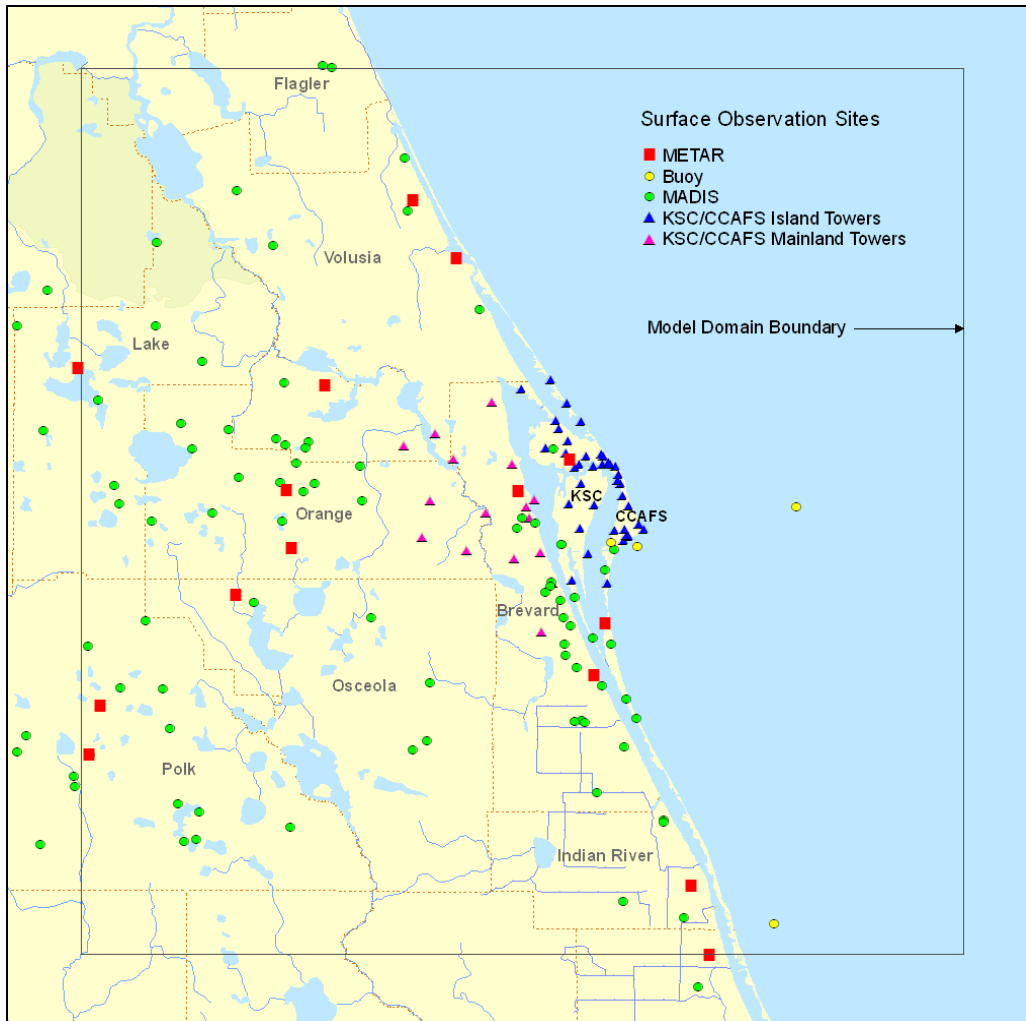 Flagler
Surface Observation Sites
METAR
Buoy
MADIS
KSC/CCAFS Island Towers
KSC/CCAFS Mainland Towers
Volusia
Model Domain Boundary
Lake
KSC
CCAFS
Orange
Brevard
Osceola
Polk
Indian River